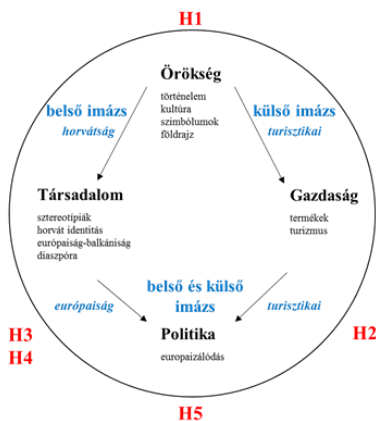 H1
Örökség
történelem
kultúra
szimbólumok
földrajz
belső imázs
horvátság
külső imázs
turisztikai
Társadalom
sztereotípiák
horvát identitás
európaiság-balkániság
diaszpóra
Gazdaság
termékek
turizmus
belső és külső
imázs
európaiság
turisztikai
Politika
europaizálódás
H3
H4
H2
H5